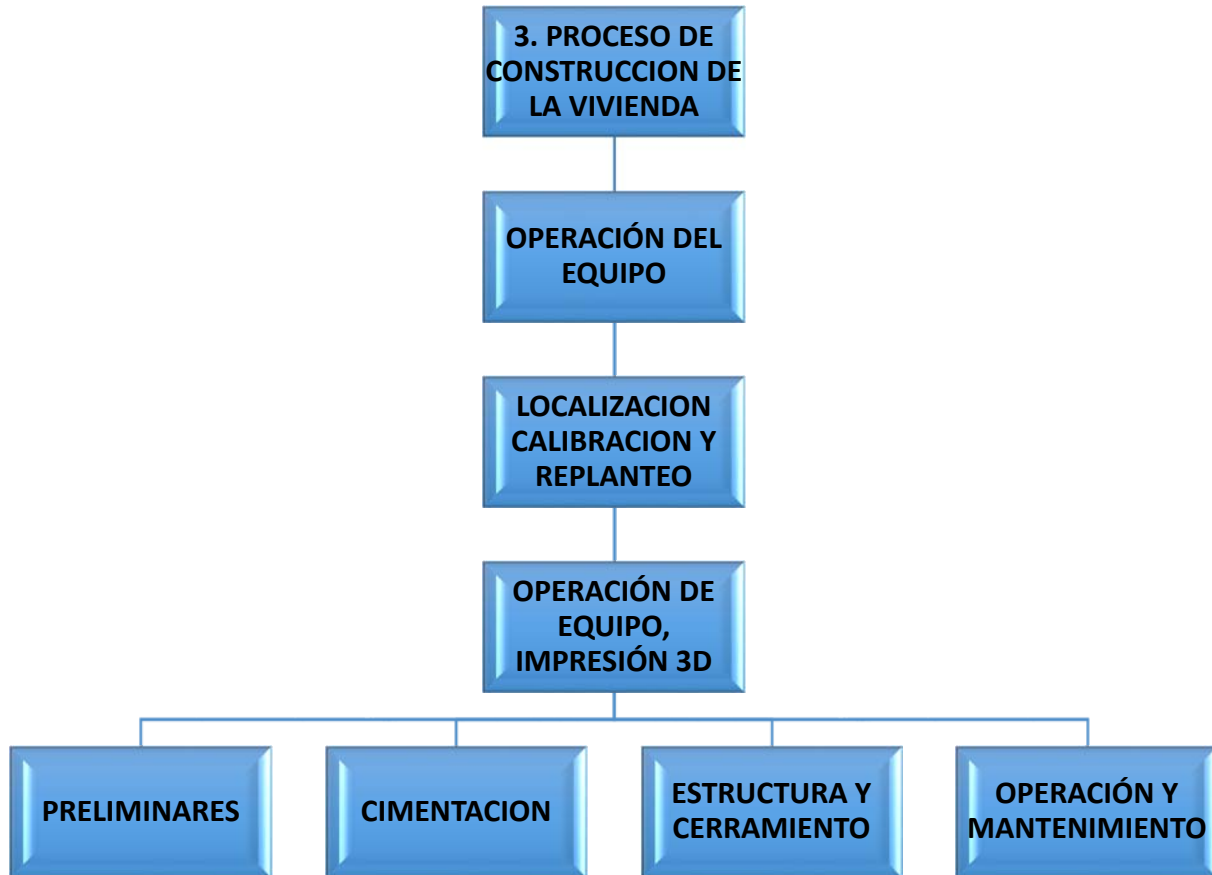 3. PROCESO DE
CONSTRUCCION DE
LA VIVIENDA
OPERACIÓN DEL
EQUIPO
LOCALIZACION
CALIBRACION Y
REPLANTEO
OPERACIÓN DE
EQUIPO,
IMPRESIÓN 3D
PRELIMINARES
CIMENTACION
ESTRUCTURA Y
CERRAMIENTO
OPERACIÓN Y
MANTENIMIENTO